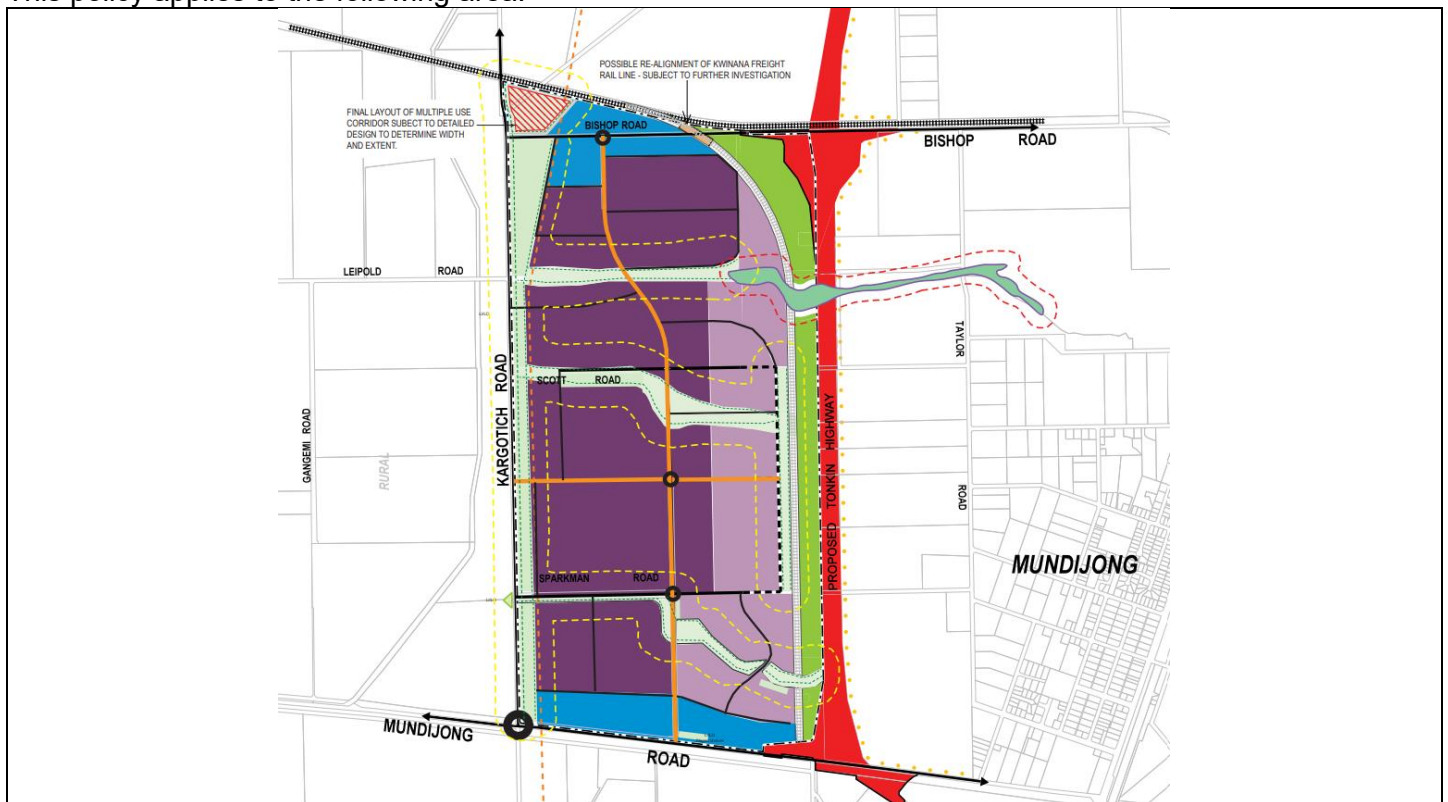 This policy applies to the following area:
POSSIBLE RE-ALIGNMENT OF KWINANA FREIGHT
RAIL LINE - SUBJECT TO FURTHER INVESTIGATION
FINAL LAYOUT OF MULTIPLE USE
CORRIDOR SUBECT TO DETAILED
DESIGN TO DETERMINE WIDTH
AND EXTENT.
BISHOP ROAD
BISHOP ROAD
LEIPOLD ROAD
KARGOTICH ROAD
TAYLOR ROAD
SCOTT ROAD
GANGEMI ROAD
RURAL
PROPOSED TONKIN HIGHWAY
SPARKMAN ROAD
MUNDIJONG
MUNDIJONG ROAD